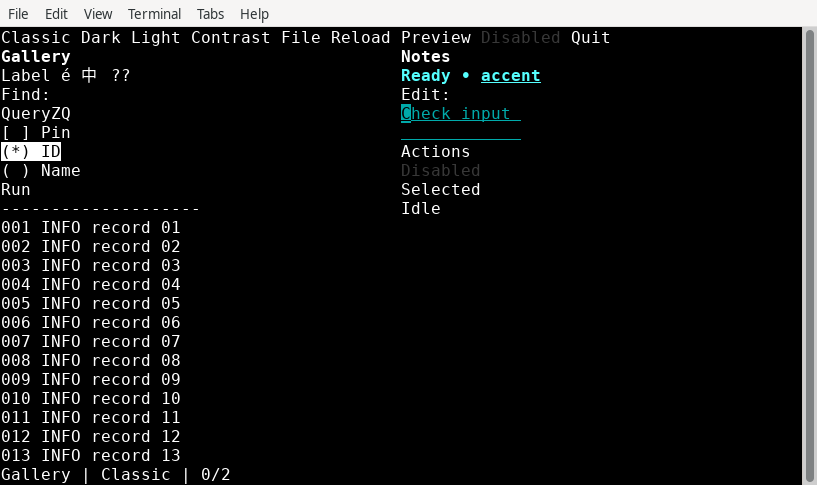 File Edit View Terminal Tabs Help
Classic Dark Light Contrast File Reload Preview Disabled Quit
Gallery
Label é 中 ??
Find:
QueryZQ
[ ] Pin
(*) ID
( ) Name
Run
--------------------
001 INFO record 01
002 INFO record 02
003 INFO record 03
004 INFO record 04
005 INFO record 05
006 INFO record 06
007 INFO record 07
008 INFO record 08
009 INFO record 09
010 INFO record 10
011 INFO record 11
012 INFO record 12
013 INFO record 13
Notes
Ready • accent
Edit:
Check input
Actions
Disabled
Selected
Idle
Gallery | Classic | 0/2